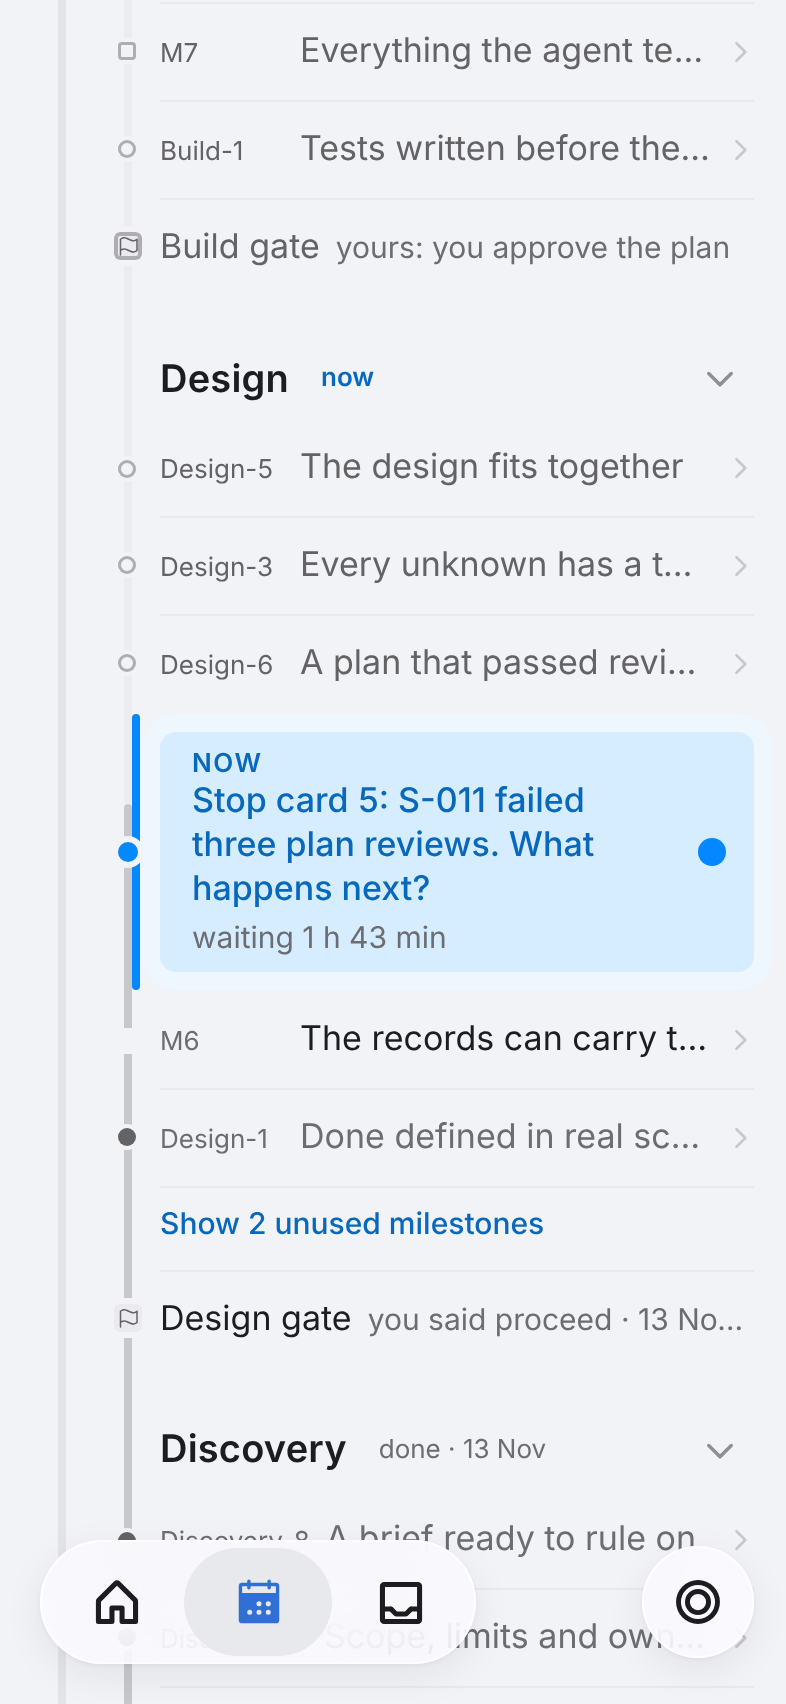 M7 Everything the agent te...
Build-1 Tests written before the...
Build gate yours: you approve the plan
Design now
Design-5 The design fits together
Design-3 Every unknown has a t...
Design-6 A plan that passed revi...
NOW
Stop card 5: S-011 failed
three plan reviews. What
happens next?
waiting 1 h 43 min
M6 The records can carry t...
Design-1 Done defined in real sc...
Show 2 unused milestones
Design gate you said proceed · 13 No...
Discovery done · 13 Nov
Discovery-8 A brief ready to rule on
Scope, limits and own...